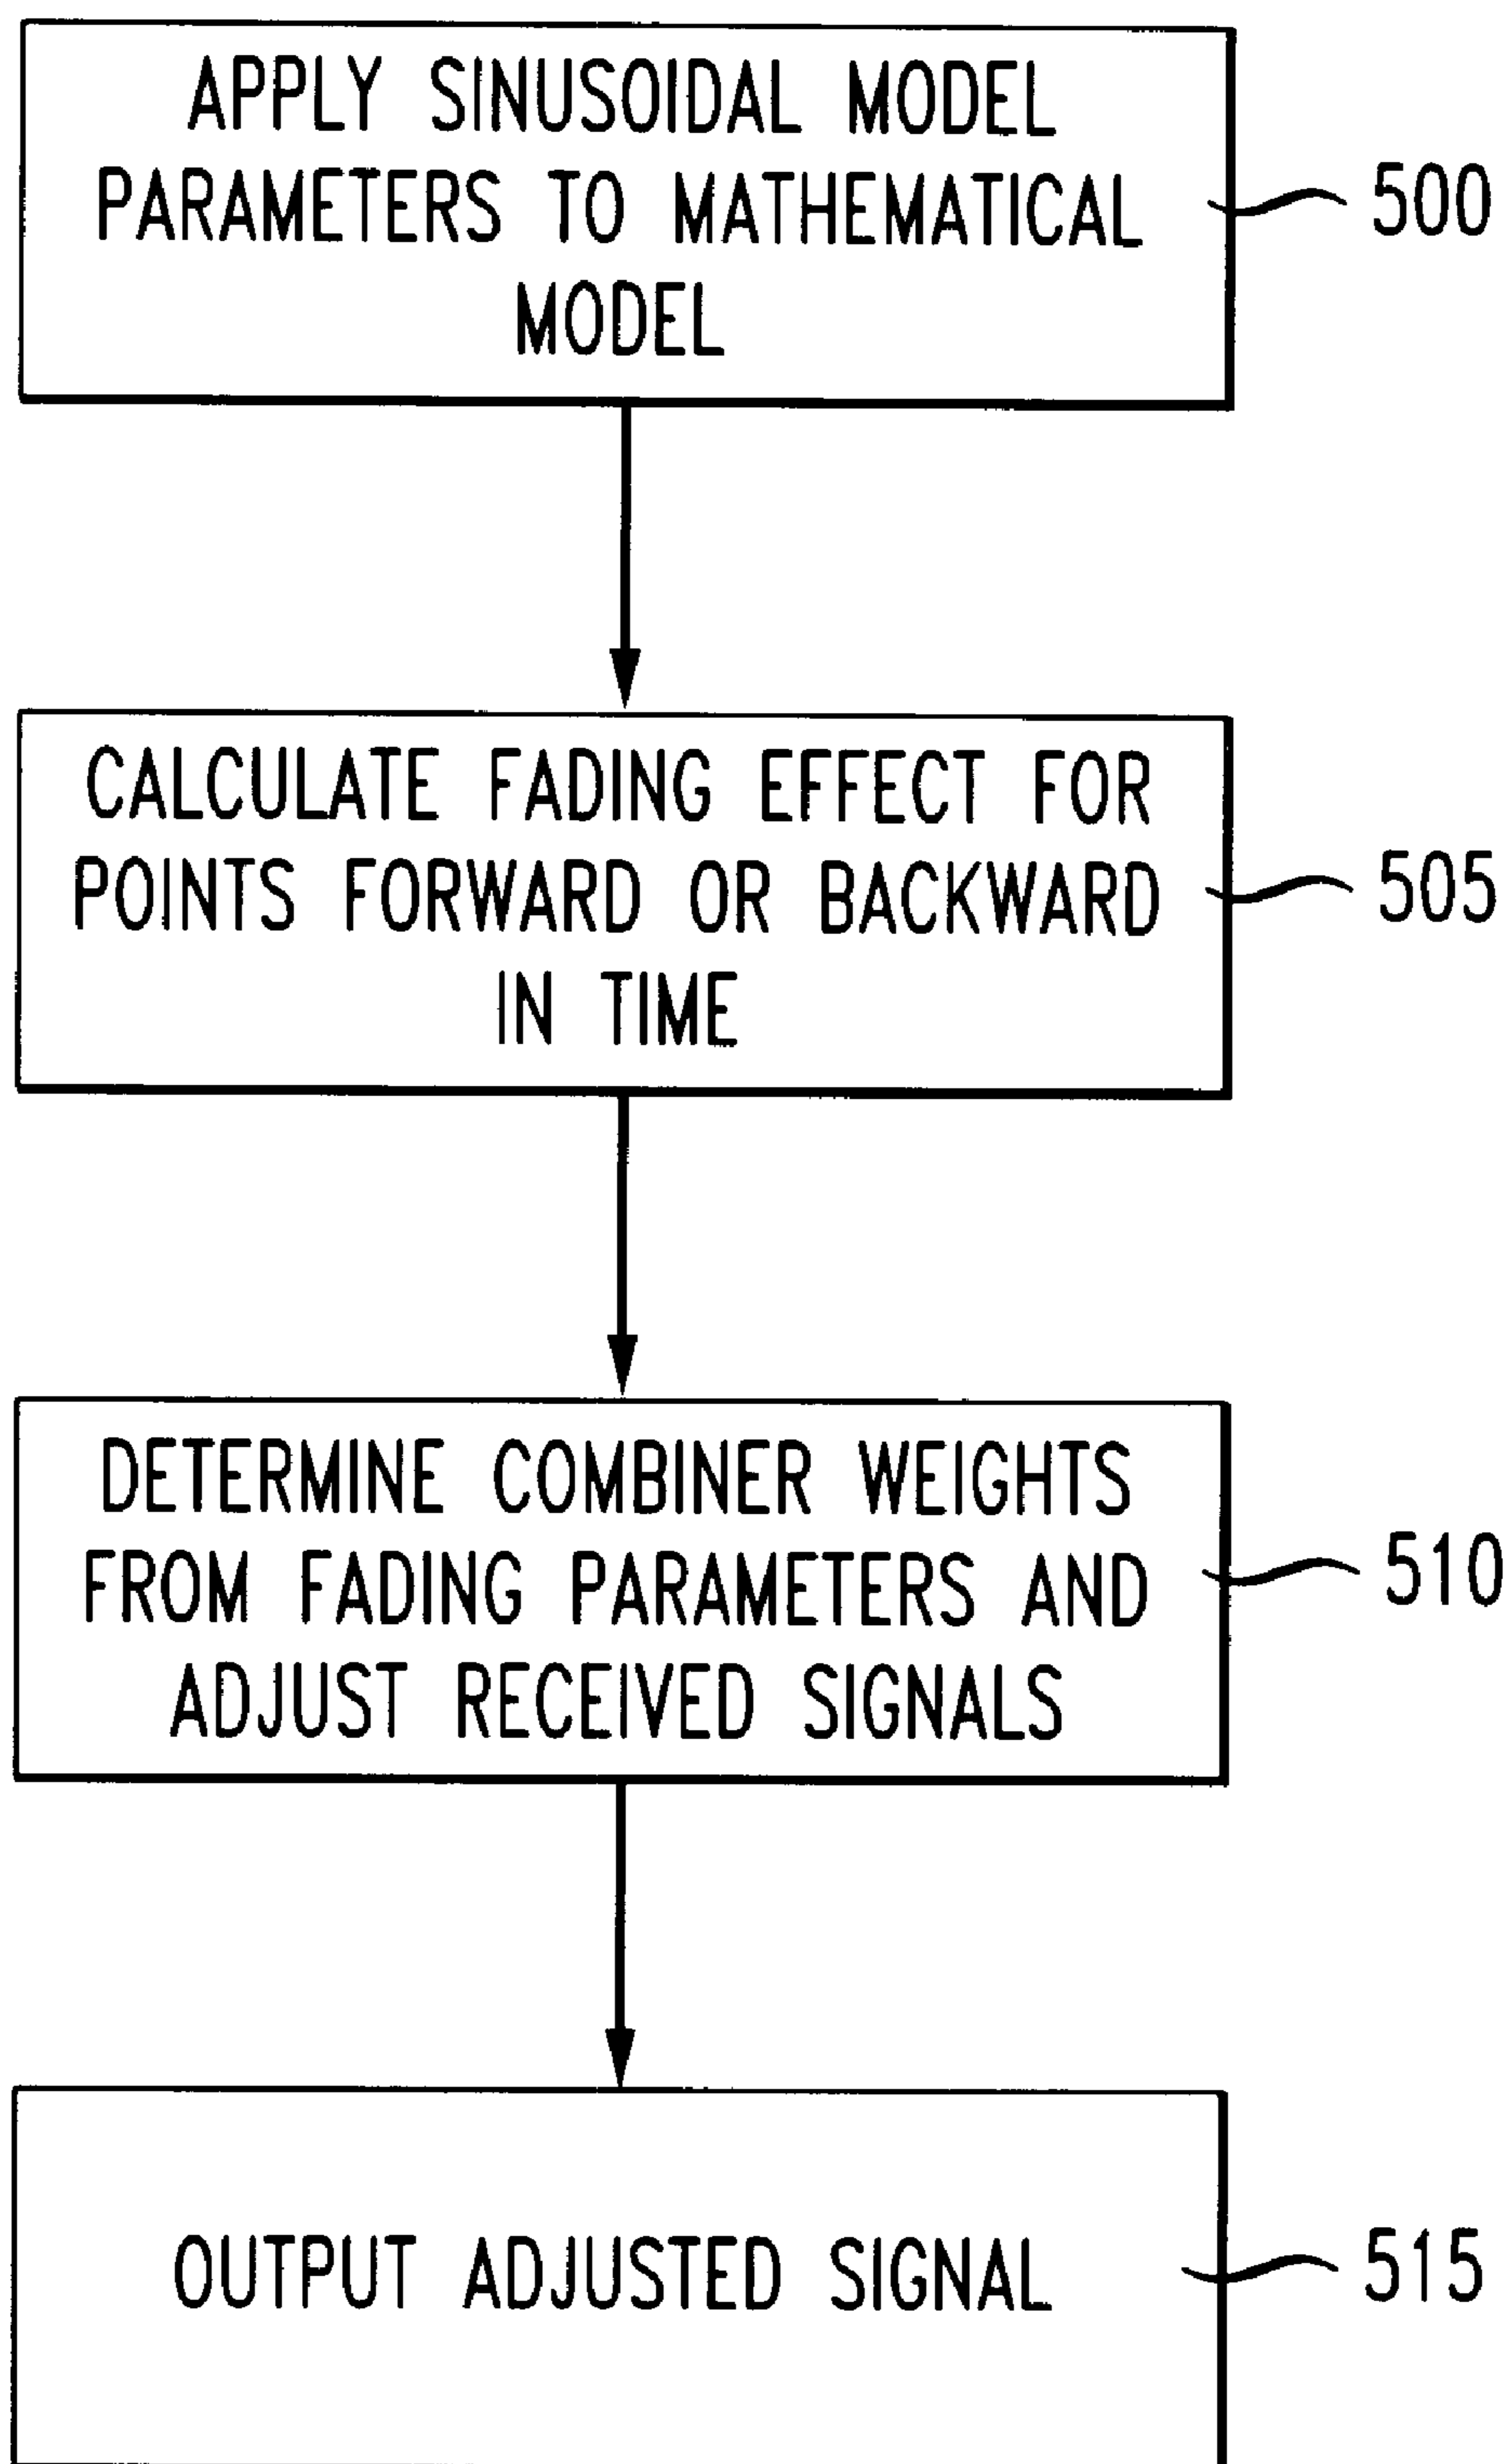 APPLY SINUSOIDAL MODEL
PARAMETERS TO MATHEMATICAL
MODEL
500
CALCULATE FADING EFFECT FOR
POINTS FORWARD OR BACKWARD
IN TIME
505
DETERMINE COMBINER WEIGHTS
FROM FADING PARAMETERS AND
ADJUST RECEIVED SIGNALS
510
OUTPUT ADJUSTED SIGNAL
515